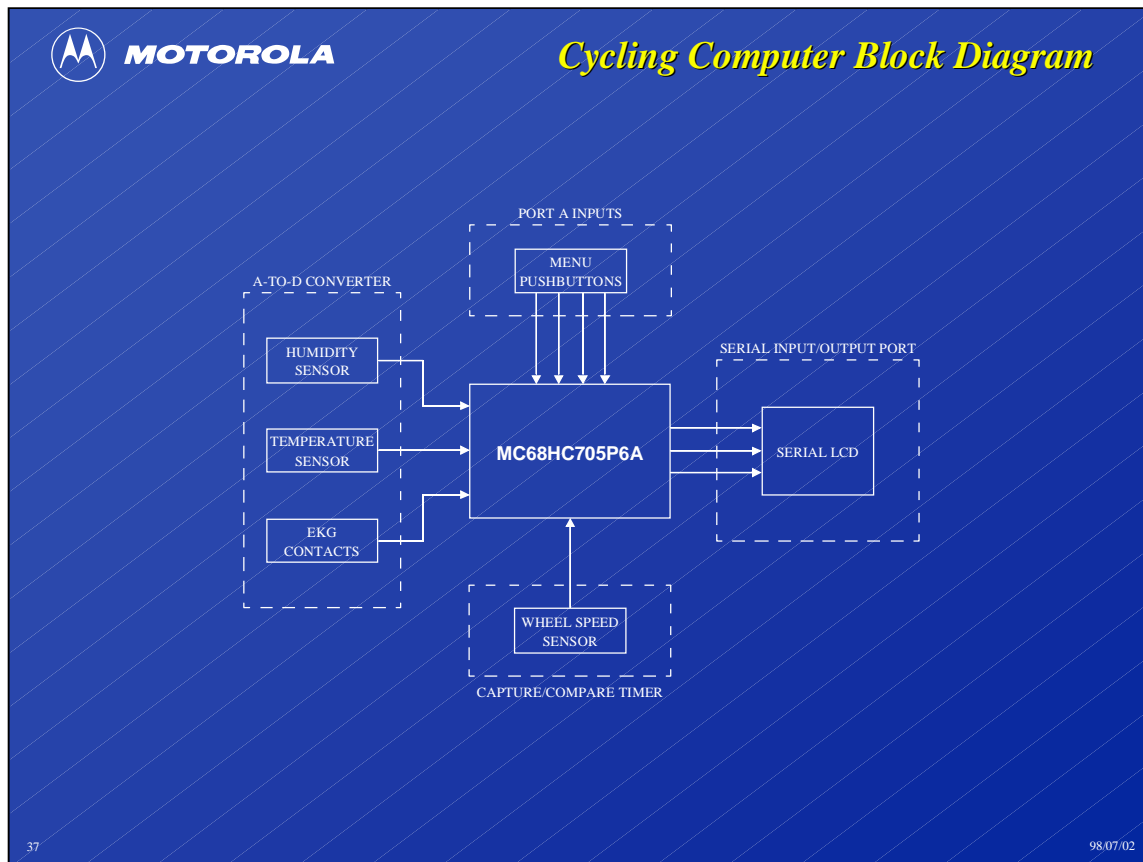 MOTOROLA
Cycling Computer Block Diagram
PORT A INPUTS
MENU
PUSHBUTTONS
A-TO-D CONVERTER
HUMIDITY
SENSOR
TEMPERATURE
SENSOR
EKG
CONTACTS
MC68HC705P6A
SERIAL INPUT/OUTPUT PORT
SERIAL LCD
WHEEL SPEED
SENSOR
CAPTURE/COMPARE TIMER
37
98/07/02